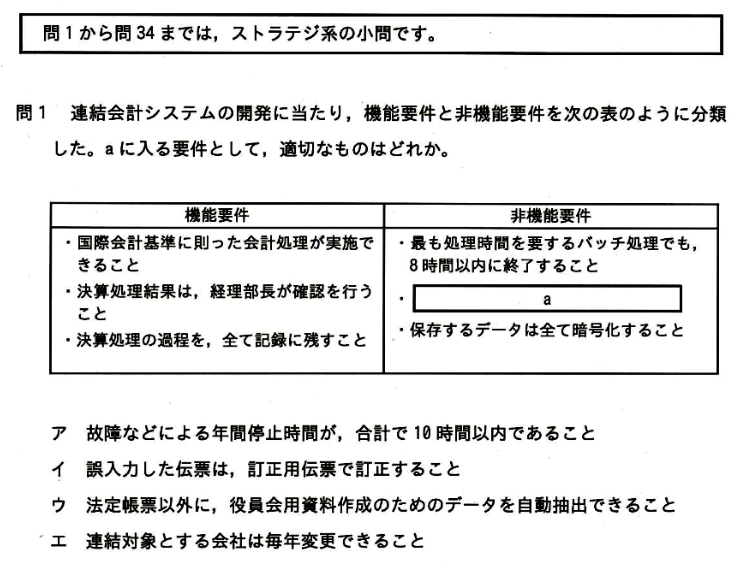 問1から問34までは，ストラテジ系の小問です。
問1 連結会計システムの開発に当たり，機能要件と非機能要件を次の表のように分類
した。aに入る要件として，適切なものはどれか。
機能要件
・国際会計基準に則った会計処理が実施で
きること
・決算処理結果は，経理部長が確認を行う
こと
・決算処理の過程を，全て記録に残すこと
非機能要件
・最も処理時間を要するバッチ処理でも，
8時間以内に終了すること
・ a
・保存するデータは全て暗号化すること
ア 故障などによる年間停止時間が，合計で10時間以内であること
イ 誤入力した伝票は，訂正用伝票で訂正すること
ウ 法定帳票以外に，役員会用資料作成のためのデータを自動抽出できること
エ 連結対象とする会社は毎年変更できること